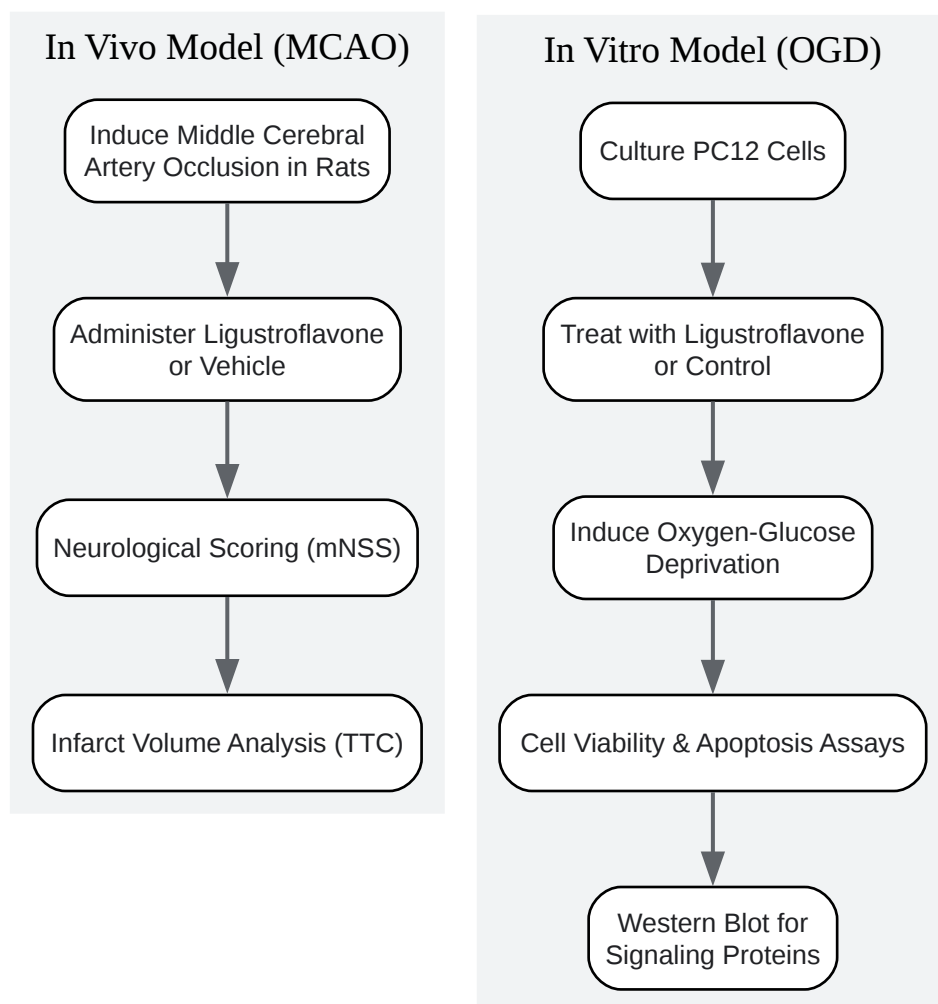 In Vivo Model (MCAO)
Induce Middle Cerebral
Artery Occlusion in Rats
Administer Ligustroflavone
or Vehicle
Neurological Scoring (mNSS)
Infarct Volume Analysis (TTC)
In Vitro Model (OGD)
Culture PC12 Cells
Treat with Ligustroflavone
or Control
Induce Oxygen-Glucose
Deprivation
Cell Viability & Apoptosis Assays
Western Blot for
Signaling Proteins